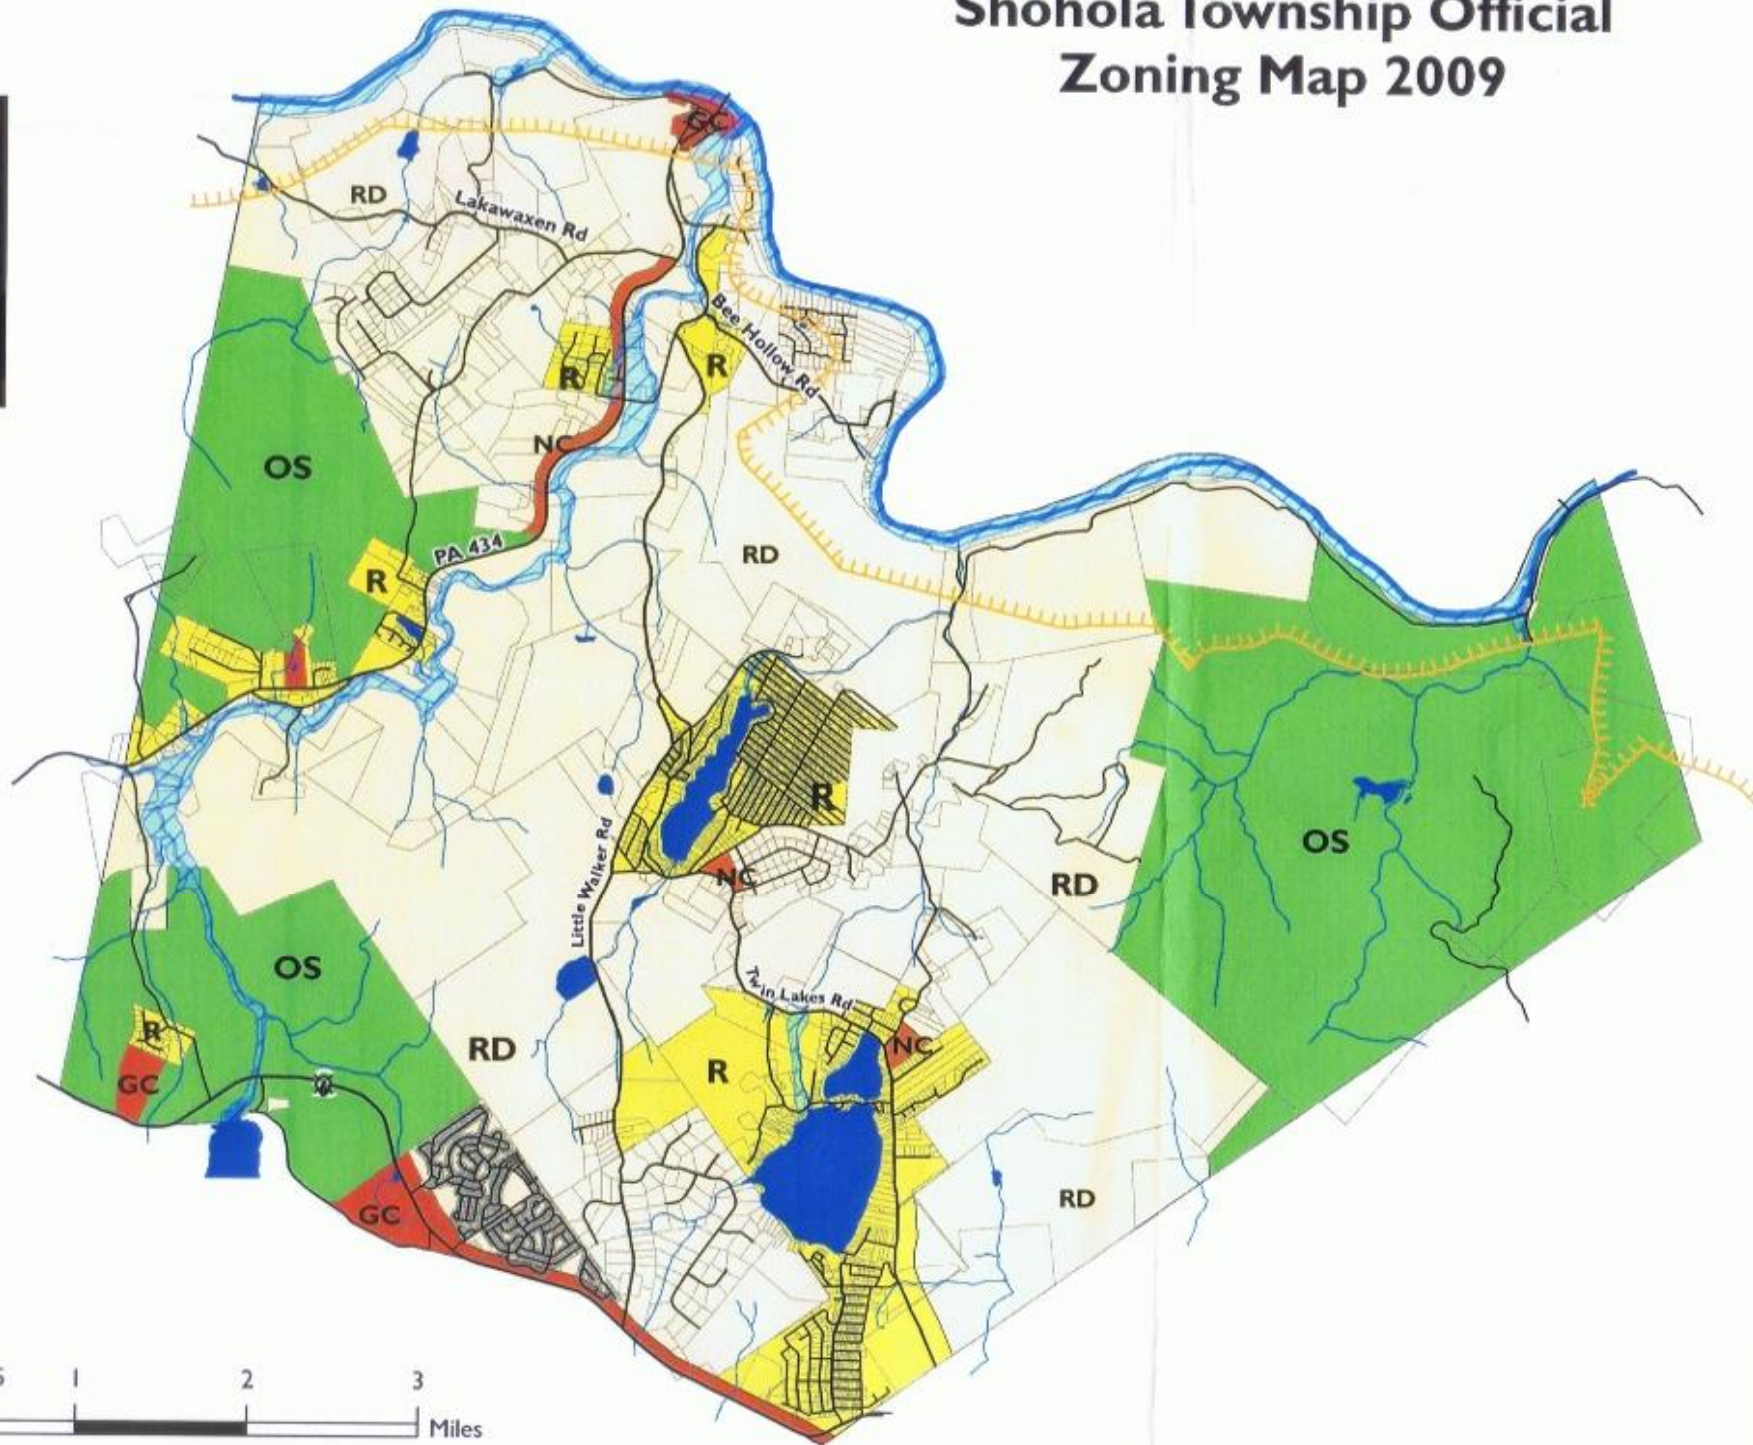 Shohola Township Official
Zoning Map 2009
GC
RD
Lakawaxen Rd
Bee Hollow Rd
R
R
NC
OS
PA 434
RD
R
R
OS
Little Walker Rd
NC
RD
OS
Twin Lakes Rd
R
RD
NC
R
GC
RD
GC
1
2
3
Miles